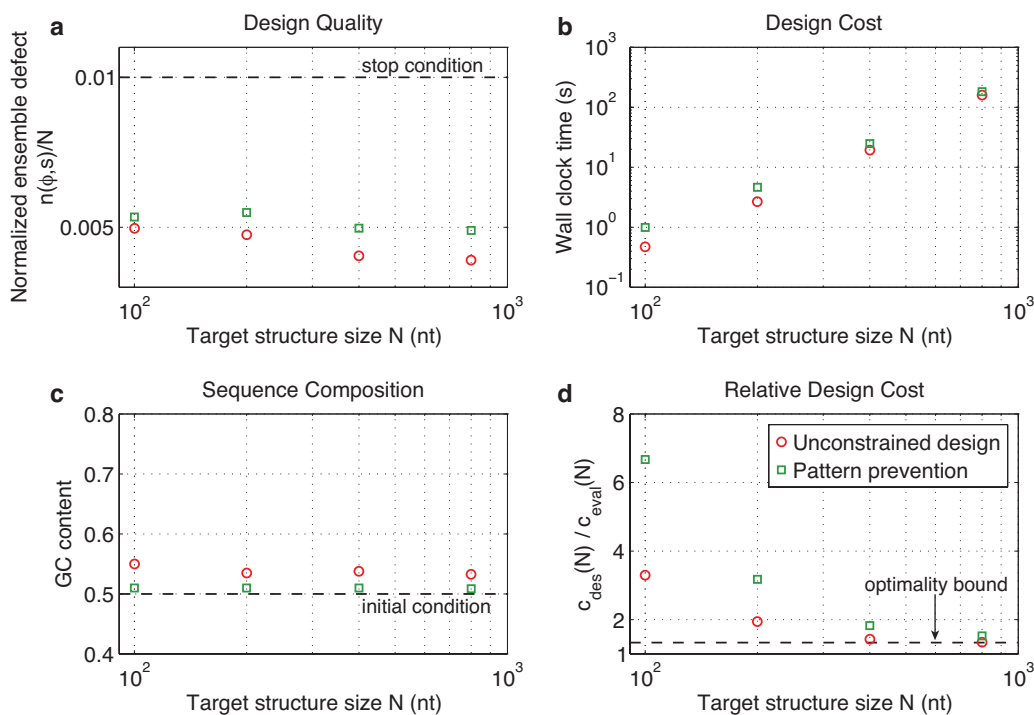 a
Design Quality
Normalized ensemble defect
n(ϕ,s)/N
0.01
0.005
stop condition
10²
10³
Target structure size N (nt)
b
Design Cost
Wall clock time (s)
10³
10²
10¹
10⁰
10⁻¹
10²
10³
Target structure size N (nt)
c
Sequence Composition
GC content
0.8
0.7
0.6
0.5
0.4
initial condition
10²
10³
Target structure size N (nt)
d
Relative Design Cost
c_des(N) / c_eval(N)
8
6
4
2
1
Unconstrained design
Pattern prevention
optimality bound
10²
10³
Target structure size N (nt)